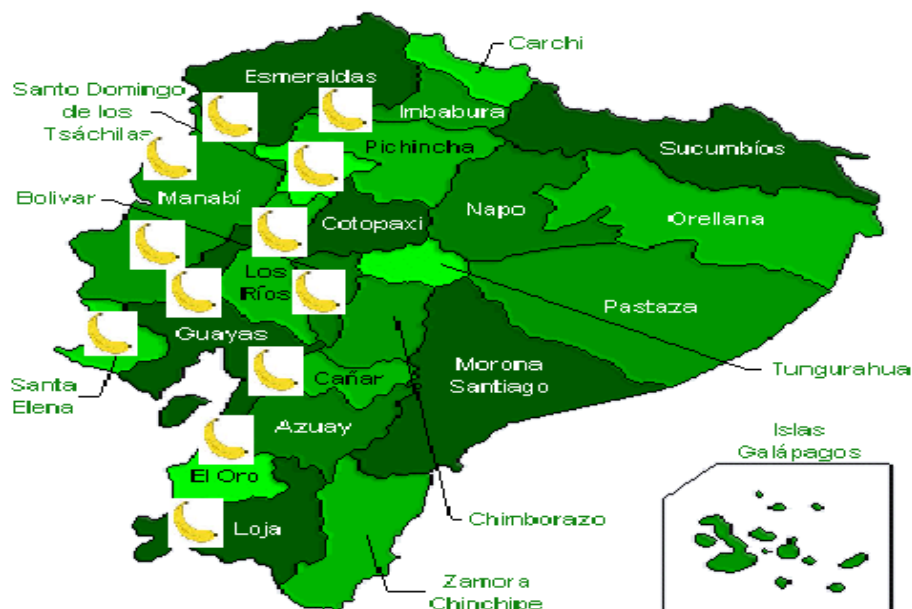 Carchi
Esmeraldas
Santo Domingo
de los
Tsáchilas
Imbabura
Pichincha
Sucumbíos
Bolivar
Manabí
Cotopaxi
Napo
Orellana
Los
Ríos
Pastaza
Guayas
Morona
Santiago
Tungurahua
Santa
Elena
Cañar
Azuay
Islas
Galápagos
El Oro
Loja
Chimborazo
Zamora
Chinchipe